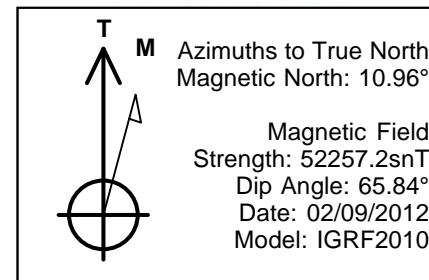 T
M
Azimuths to True North
Magnetic North: 10.96°
Magnetic Field
Strength: 52257.2snT
Dip Angle: 65.84°
Date: 02/09/2012
Model: IGRF2010